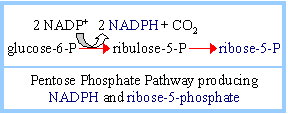 2 NADP⁺ 2 NADPH + CO₂
glucose-6-P ribulose-5-P ribose-5-P
Pentose Phosphate Pathway producing
NADPH and ribose-5-phosphate